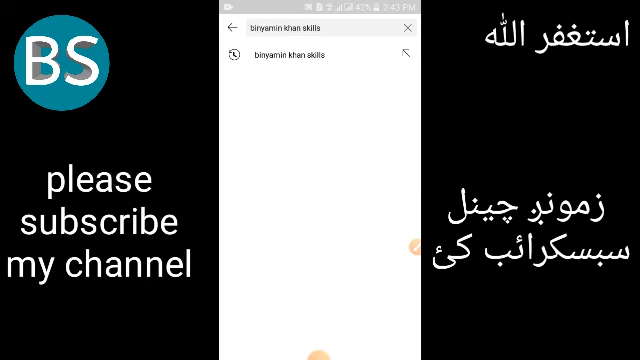 BS
please
subscribe
my channel
42% 2:43 PM
binyamin khan skills
binyamin khan skills
استغفر الله
زمونږ چینل
سبسکرائب کئ